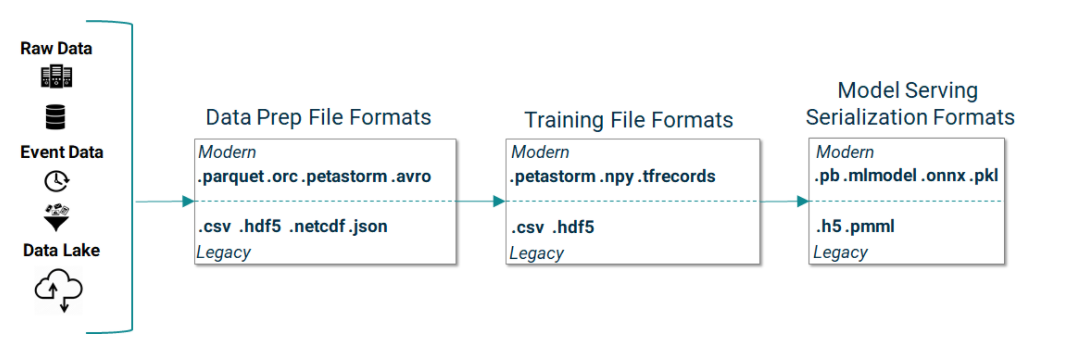 Raw Data
Event Data
Data Lake
Data Prep File Formats
Modern
.parquet .orc .petastorm .avro
.csv .hdf5 .netcdf .json
Legacy
Training File Formats
Modern
.petastorm .npy .tfrecords
.csv .hdf5
Legacy
Model Serving
Serialization Formats
Modern
.pb .mlmodel .onnx .pkl
.h5 .pmml
Legacy